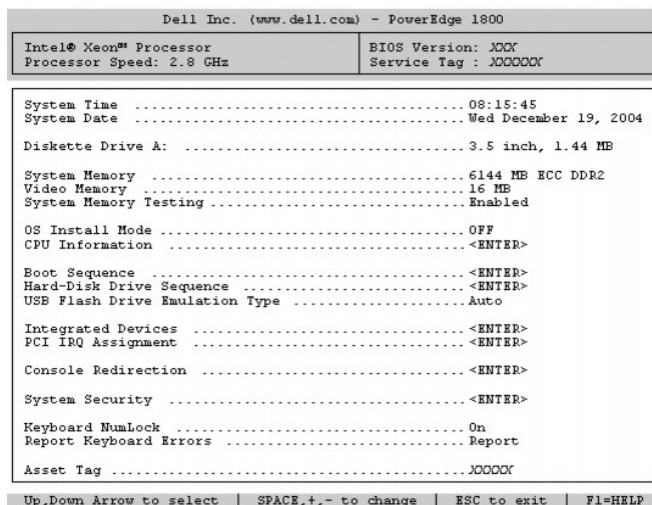 Dell Inc. (www.dell.com) - PowerEdge 1800
Intel® Xeon™ Processor
Processor Speed: 2.8 GHz
BIOS Version: XXX
Service Tag : XXXXXX
System Time ........................................ 08:15:45
System Date ........................................ Wed December 19, 2004
Diskette Drive A: .................................. 3.5 inch, 1.44 MB
System Memory ...................................... 6144 MB ECC DDR2
Video Memory ....................................... 16 MB
System Memory Testing .............................. Enabled
OS Install Mode .................................... OFF
CPU Information .................................... <ENTER>
Boot Sequence ...................................... <ENTER>
Hard-Disk Drive Sequence ........................... <ENTER>
USB Flash Drive Emulation Type ..................... Auto
Integrated Devices ................................. <ENTER>
PCI IRQ Assignment ................................. <ENTER>
Console Redirection ................................ <ENTER>
System Security .................................... <ENTER>
Keyboard NumLock ................................... On
Report Keyboard Errors ............................. Report
Asset Tag .......................................... XXXXX
Up,Down Arrow to select | SPACE,+,- to change | ESC to exit | F1=HELP